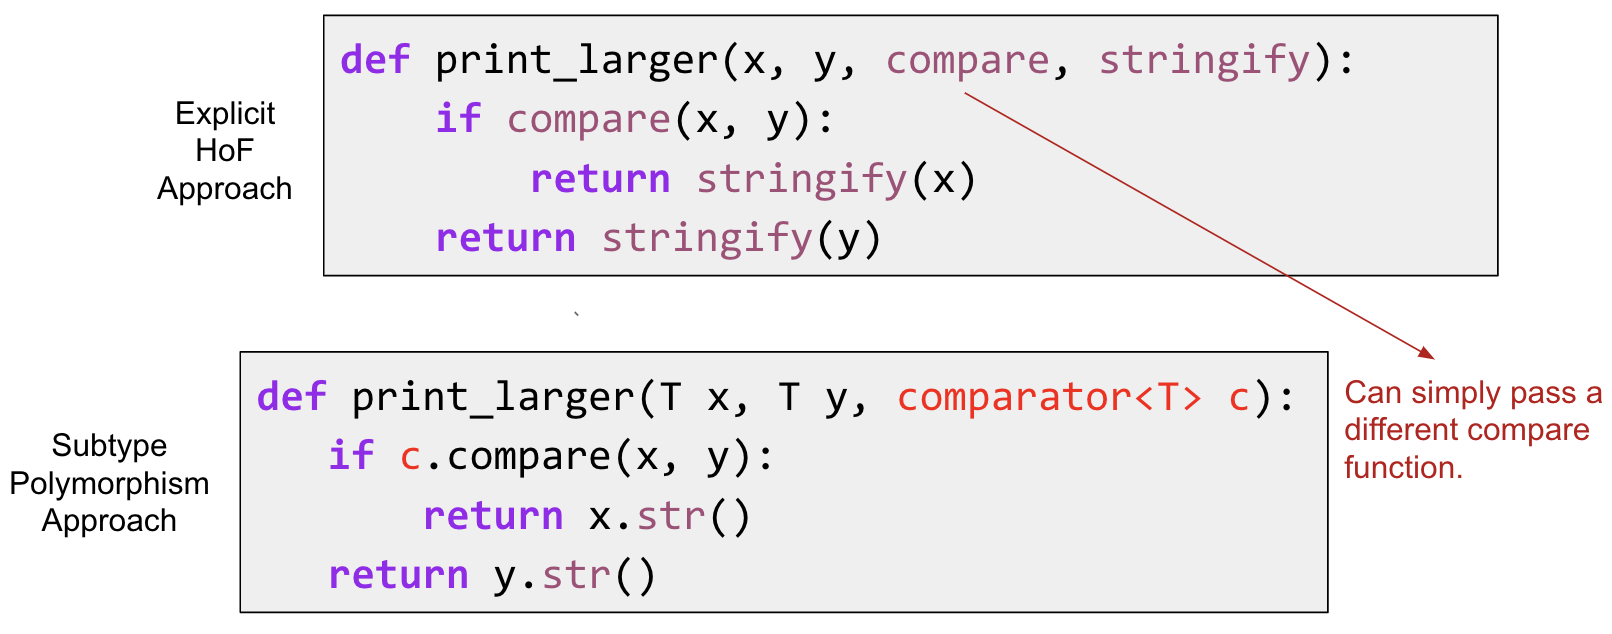 Explicit
HoF
Approach
def print_larger(x, y, compare, stringify):
    if compare(x, y):
        return stringify(x)
    return stringify(y)
`
Subtype
Polymorphism
Approach
def print_larger(T x, T y, comparator<T> c):
   if c.compare(x, y):
       return x.str()
   return y.str()
Can simply pass a
different compare
function.